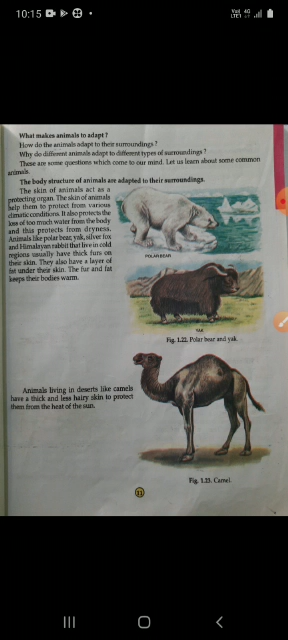 10:15
Vo) 4G
LTE1
What makes animals to adapt ?
How do the animals adapt to their surroundings ?
Why do different animals adapt to different types of surroundings ?
These are some questions which come to our mind. Let us learn about some common
animals.
The body structure of animals are adapted to their surroundings.
The skin of animals act as a
protecting organ. The skin of animals
help them to protect from various
climatic conditions. It also protects the
loss of too much water from the body
and this protects from dryness.
Animals like polar bear, yak, silver fox
and Himalayan rabbit that live in cold
regions usually have thick furs on
their skin. They also have a layer of
fat under their skin. The fur and fat
keeps their bodies warm.
POLAR BEAR
YAK
Fig. 1.22. Polar bear and yak.
Animals living in deserts like camels
have a thick and less hairy skin to protect
them from the heat of the sun.
Fig. 1.23. Camel.
11